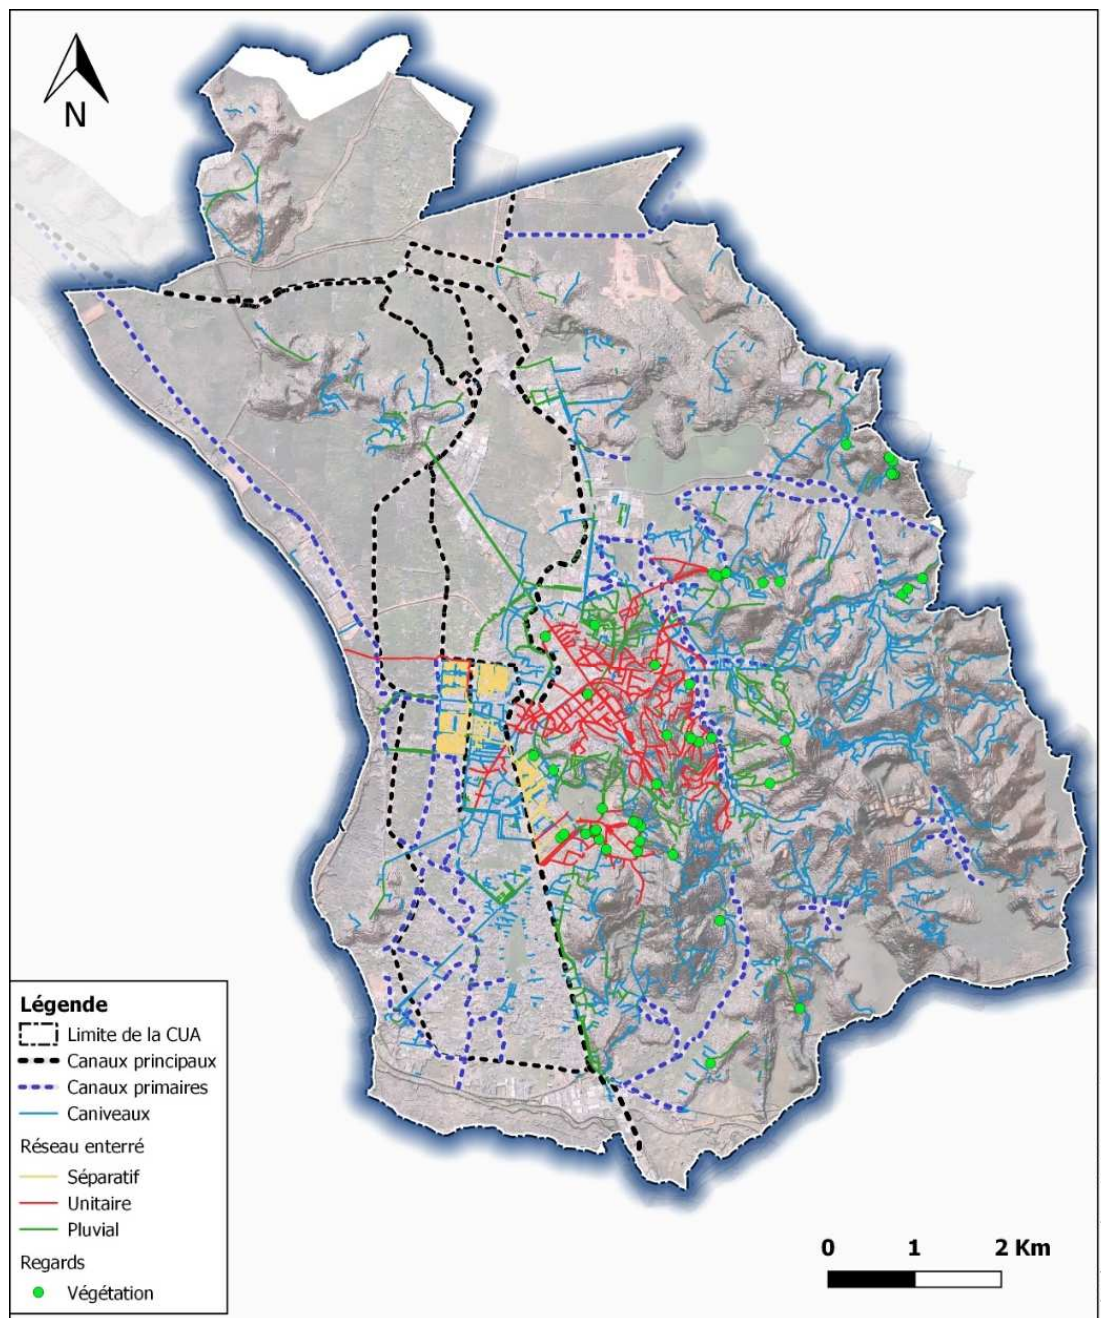 N
Légende
Limite de la CUA
Canaux principaux
Canaux primaires
Caniveaux
Réseau enterré
Séparatif
Unitaire
Pluvial
Regards
Végétation
0 1 2 Km